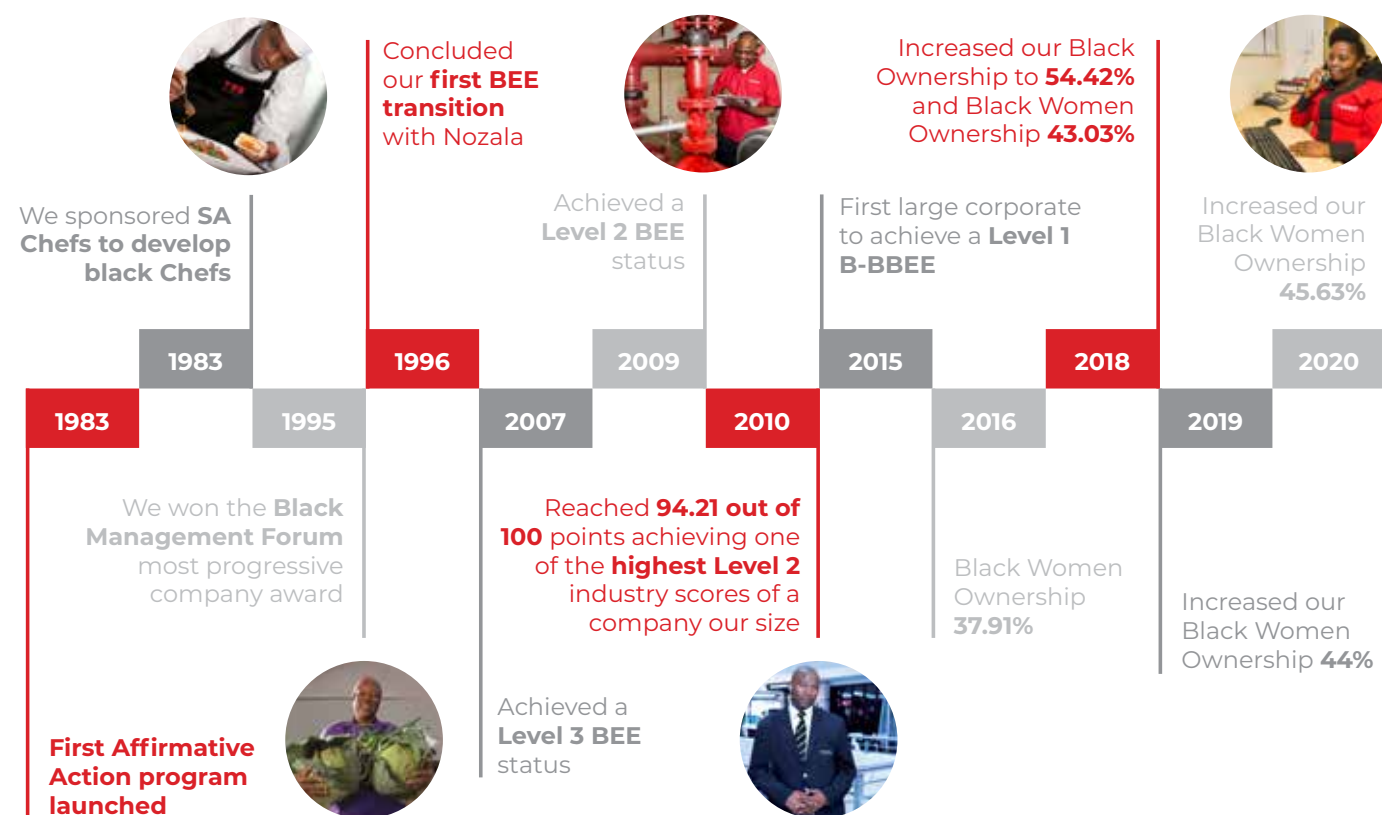 Concluded
our first BEE
transition
with Nozala
Increased our Black
Ownership to 54.42%
and Black Women
Ownership 43.03%
We sponsored SA
Chefs to develop
black Chefs
Achieved a
Level 2 BEE
status
First large corporate
to achieve a Level 1
B-BBEE
Increased our
Black Women
Ownership
45.63%
1983
1996
2009
2015
2018
2020
1983
1995
2007
2010
2016
2019
We won the Black
Management Forum
most progressive
company award
Reached 94.21 out of
100 points achieving one
of the highest Level 2
industry scores of a
company our size
Black Women
Ownership
37.91%
Increased our
Black Women
Ownership 44%
First Affirmative
Action program
launched
Achieved a
Level 3 BEE
status